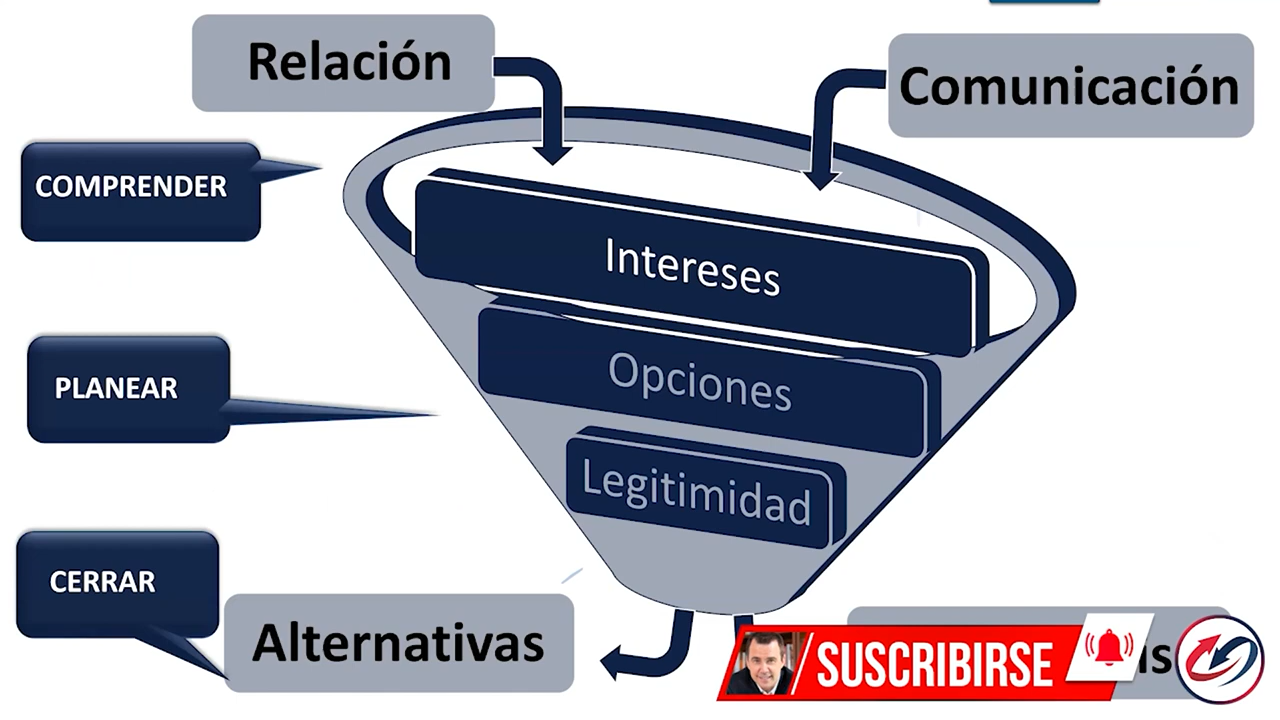 Relación
Comunicación
COMPRENDER
Intereses
PLANEAR
Opciones
Legitimidad
CERRAR
Alternativas
SUSCRIBIRSE